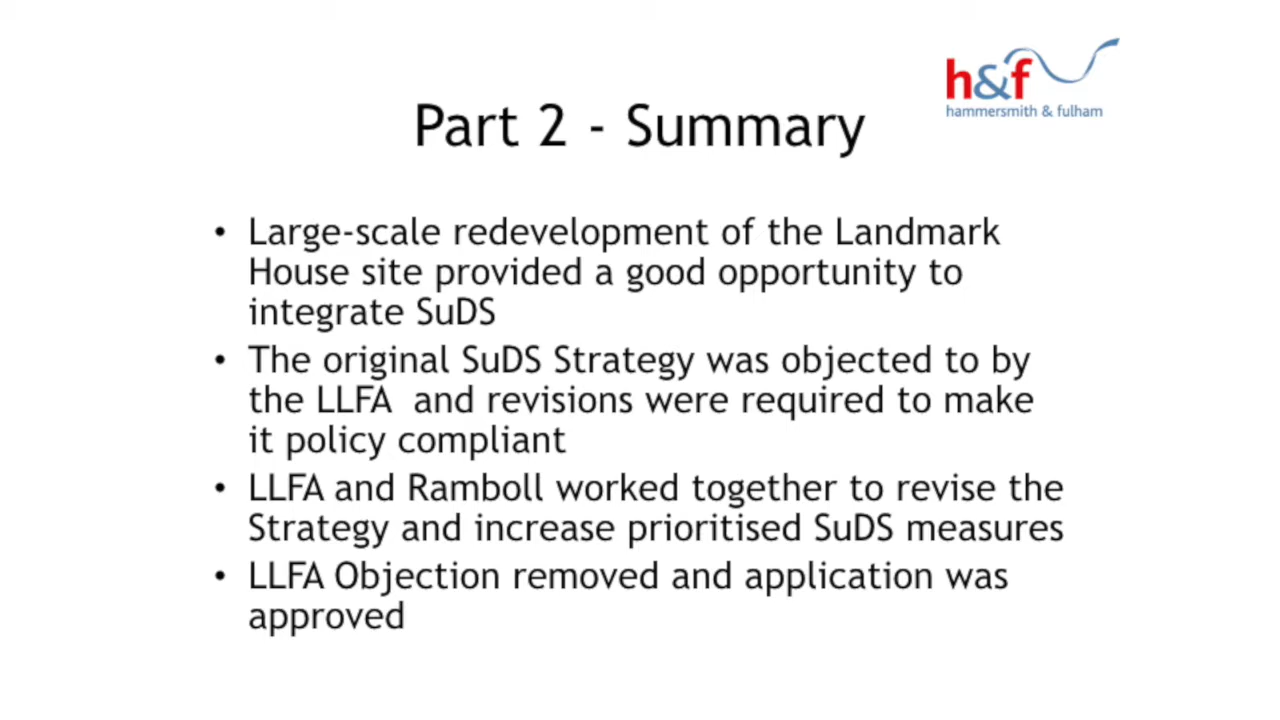 h&f
hammersmith & fulham
Part 2 - Summary
• Large-scale redevelopment of the Landmark
House site provided a good opportunity to
integrate SuDS
• The original SuDS Strategy was objected to by
the LLFA  and revisions were required to make
it policy compliant
• LLFA and Ramboll worked together to revise the
Strategy and increase prioritised SuDS measures
• LLFA Objection removed and application was
approved